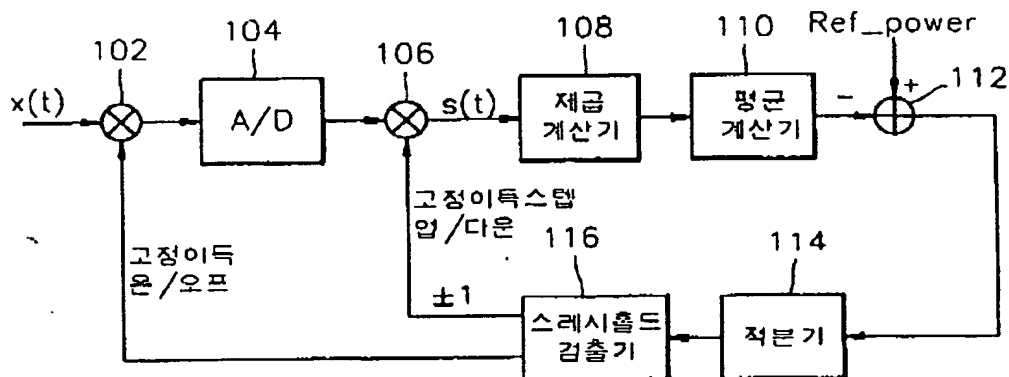 102
104
106
108
110
Ref_power
112
x(t)
A/D
s(t)
제곱
계산기
평균
계산기
-
+
고정이득스텝
업/다운
고정이득
온/오프
±1
116
스레시홀드
검출기
114
적분기